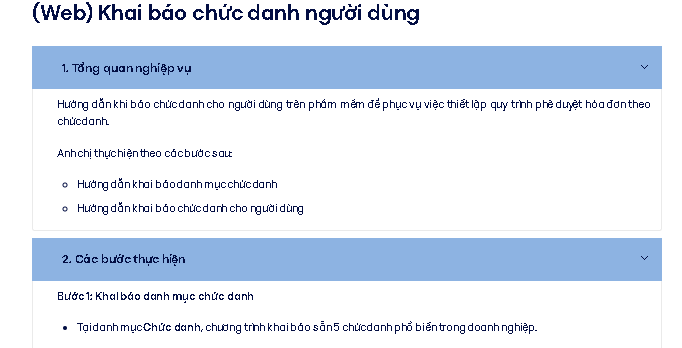 (Web) Khai báo chức danh người dùng
1. Tổng quan nghiệp vụ
Hướng dẫn khi báo chức danh cho người dùng trên phầm mềm để phục vụ việc thiết lập quy trình phê duyệt hóa đơn theo
chức danh.
Anh chị thực hiện theo các bước sau:
Hướng dẫn khai báo danh mục chức danh
Hướng dẫn khai báo chức danh cho người dùng
2. Các bước thực hiện
Bước 1: Khai báo danh mục chức danh
Tại danh mục Chức danh, chương trình khai báo sẵn 5 chức danh phổ biến trong doanh nghiệp.